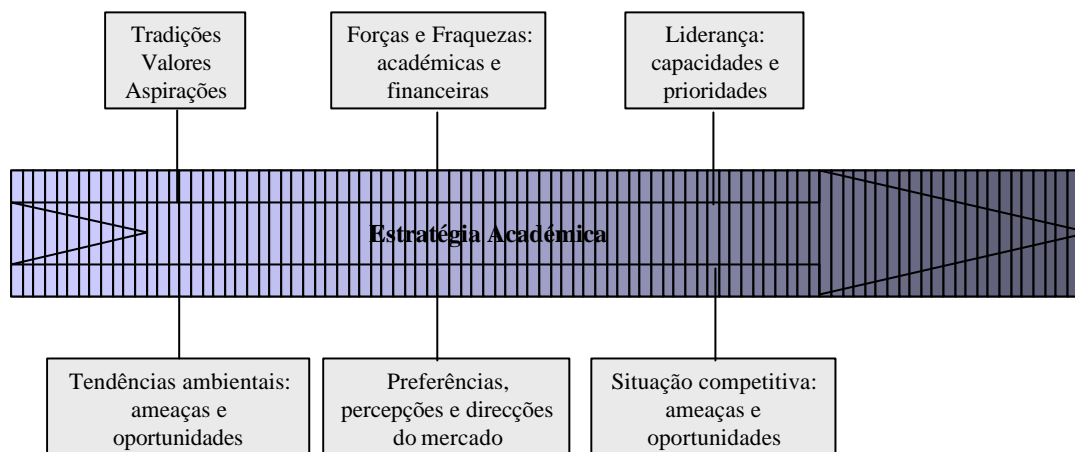 Tradições
Valores
Aspirações
Forças e Fraquezas:
académicas e
financeiras
Liderança:
capacidades e
prioridades
Estratégia Académica
Tendências ambientais:
ameaças e
oportunidades
Preferências,
percepções e direcções
do mercado
Situação competitiva:
ameaças e
oportunidades